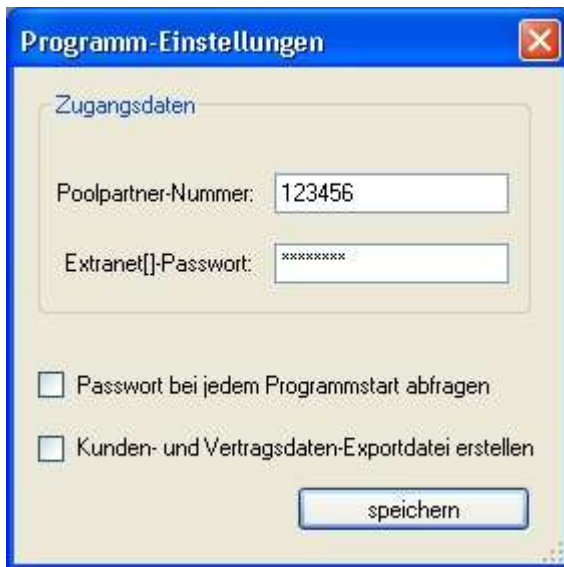 Programm-Einstellungen
Zugangsdaten
Poolpartner-Nummer: 123456
Extranet[]-Passwort: ********
Passwort bei jedem Programmstart abfragen
Kunden- und Vertragsdaten-Exportdatei erstellen
speichern